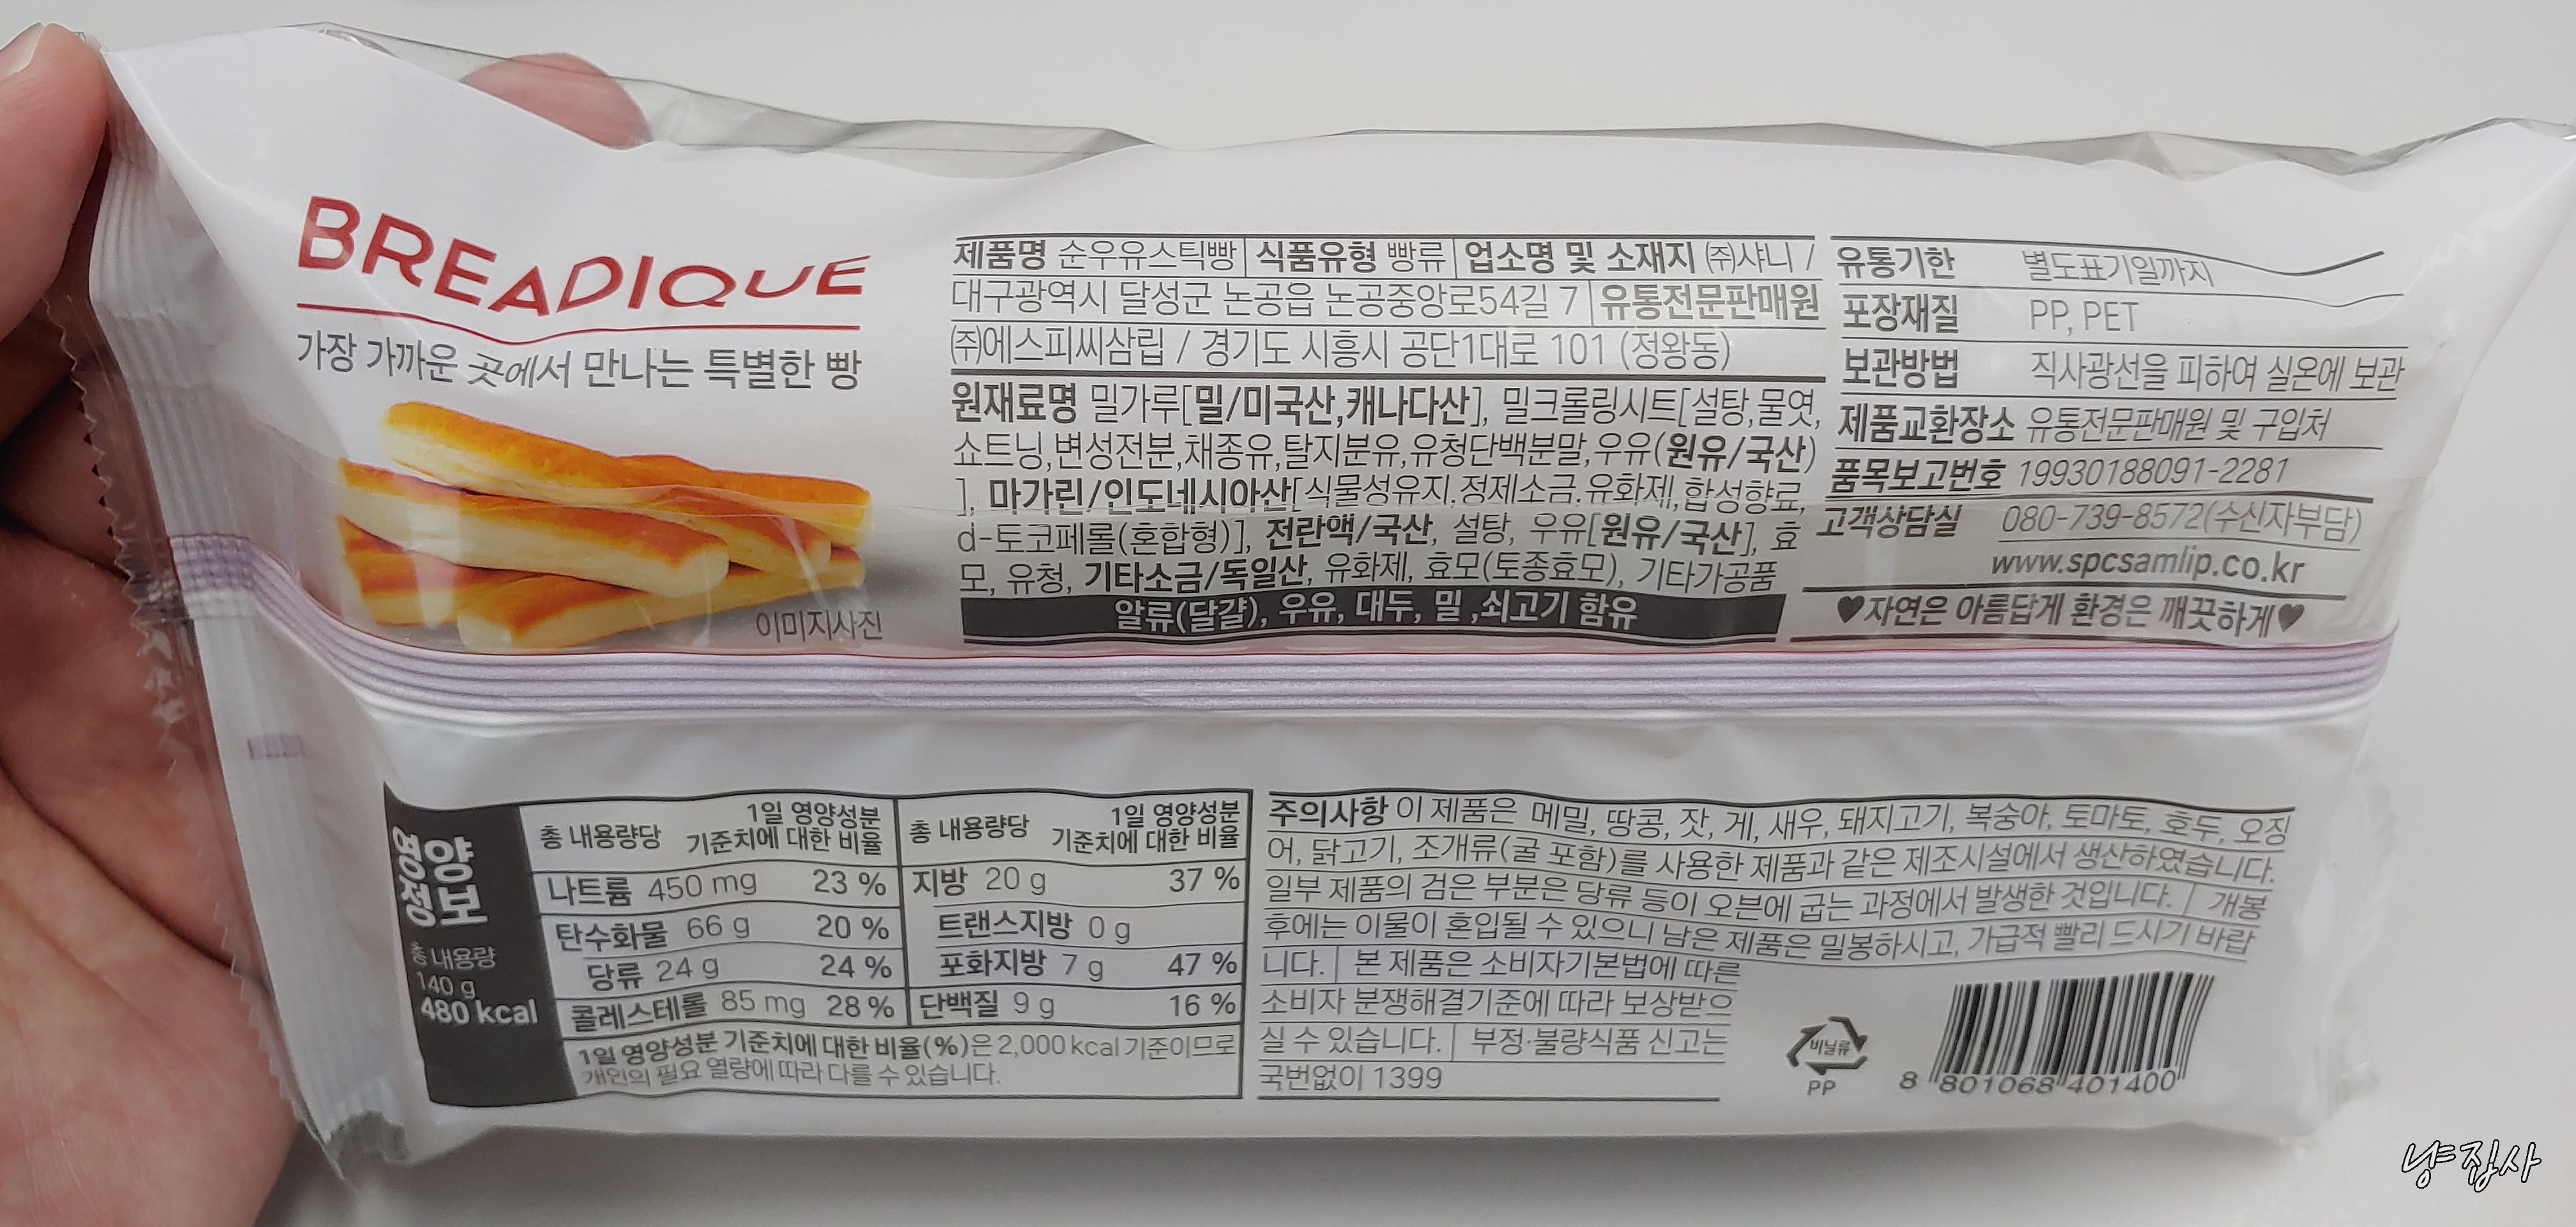 BREADIQUE
가장 가까운 곳에서 만나는 특별한 빵
이미지사진
제품명 순우유스틱빵 식품유형 빵류 업소명 및 소재지 ㈜샤니 /
대구광역시 달성군 논공읍 논공중앙로54길 7 유통전문판매원
㈜에스피씨삼립 / 경기도 시흥시 공단1대로 101 (정왕동)
원재료명 밀가루[밀/미국산,캐나다산], 밀크롤링시트[설탕,물엿,
쇼트닝,변성전분,채종유,탈지분유,유청단백분말,우유(원유/국산)
], 마가린/인도네시아산[식물성유지,정제소금,유화제,합성향료,
d-토코페롤(혼합형)], 전란액/국산, 설탕, 우유[원유/국산], 효
모, 유청, 기타소금/독일산, 유화제, 효모(토종효모), 기타가공품
알류(달걀), 우유, 대두, 밀 ,쇠고기 함유
유통기한 별도표기일까지
포장재질 PP, PET
보관방법 직사광선을 피하여 실온에 보관
제품교환장소 유통전문판매원 및 구입처
품목보고번호 19930188091-2281
고객상담실 080-739-8572(수신자부담)
www.spcsamlip.co.kr
♥자연은 아름답게 환경은 깨끗하게♥
영양
정보
총 내용량
140 g
480 kcal
총 내용량당 1일 영양성분
기준치에 대한 비율
나트륨 450 mg 23 %
탄수화물 66 g 20 %
당류 24 g 24 %
콜레스테롤 85 mg 28 %
총 내용량당 1일 영양성분
기준치에 대한 비율
지방 20 g 37 %
트랜스지방 0 g
포화지방 7 g 47 %
단백질 9 g 16 %
1일 영양성분 기준치에 대한 비율(%)은 2,000 kcal 기준이므로
개인의 필요 열량에 따라 다를 수 있습니다.
주의사항 이 제품은 메밀, 땅콩, 잣, 게, 새우, 돼지고기, 복숭아, 토마토, 호두, 오징
어, 닭고기, 조개류(굴 포함)를 사용한 제품과 같은 제조시설에서 생산하였습니다.
일부 제품의 검은 부분은 당류 등이 오븐에 굽는 과정에서 발생한 것입니다. 개봉
후에는 이물이 혼입될 수 있으니 남은 제품은 밀봉하시고, 가급적 빨리 드시기 바랍
니다. 본 제품은 소비자기본법에 따른
소비자 분쟁해결기준에 따라 보상받으
실 수 있습니다. 부정·불량식품 신고는
국번없이 1399
비닐류
PP
8 801068 401400
냥집사